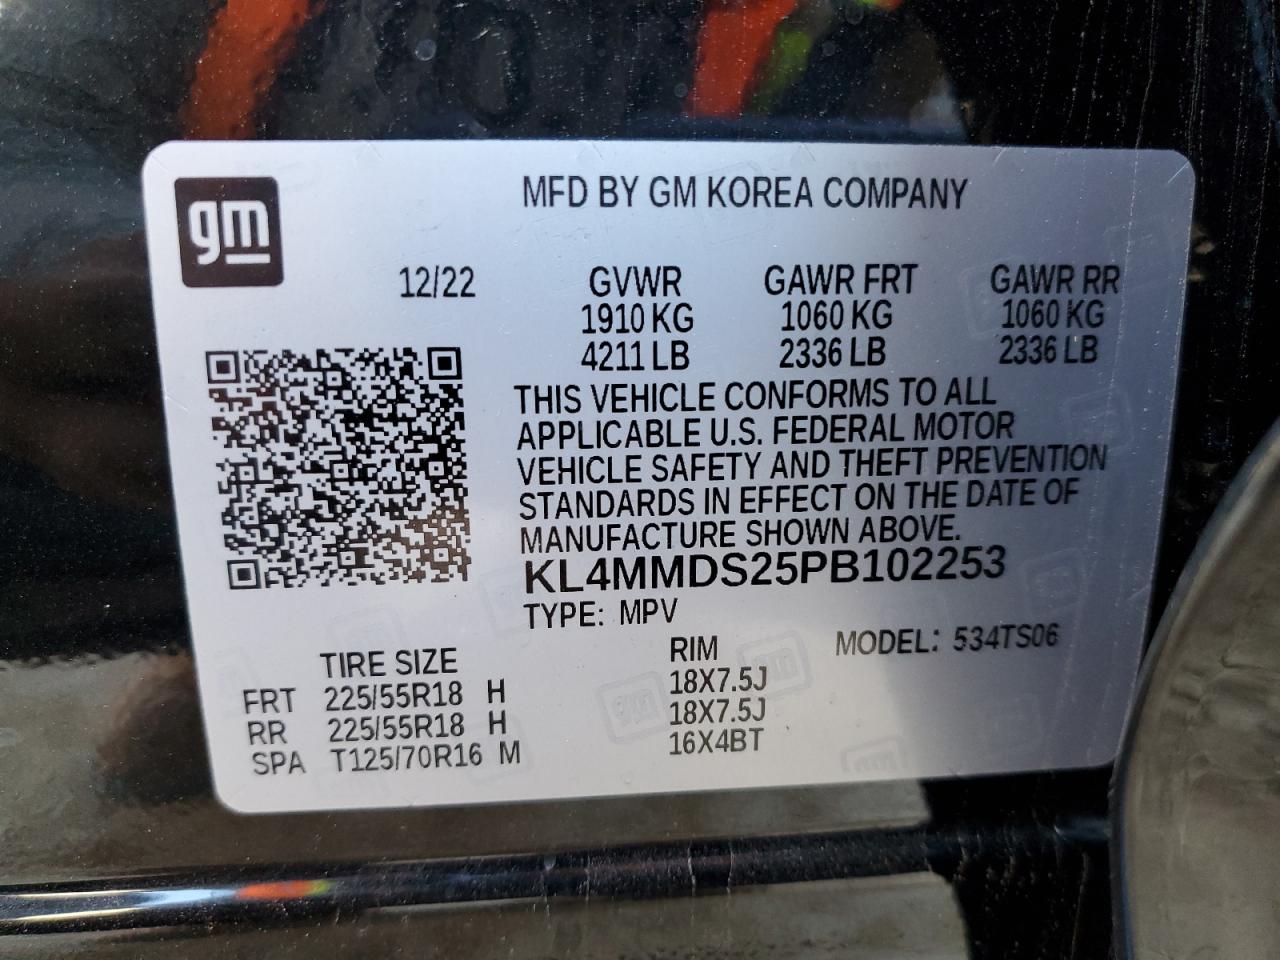 gm
MFD BY GM KOREA COMPANY
12/22 GVWR GAWR FRT GAWR RR
1910 KG 1060 KG 1060 KG
4211 LB 2336 LB 2336 LB
THIS VEHICLE CONFORMS TO ALL
APPLICABLE U.S. FEDERAL MOTOR
VEHICLE SAFETY AND THEFT PREVENTION
STANDARDS IN EFFECT ON THE DATE OF
MANUFACTURE SHOWN ABOVE.
KL4MMDS25PB102253
TYPE: MPV
MODEL: 534TS06
TIRE SIZE RIM
FRT 225/55R18 H 18X7.5J
RR 225/55R18 H 18X7.5J
SPA T125/70R16 M 16X4BT